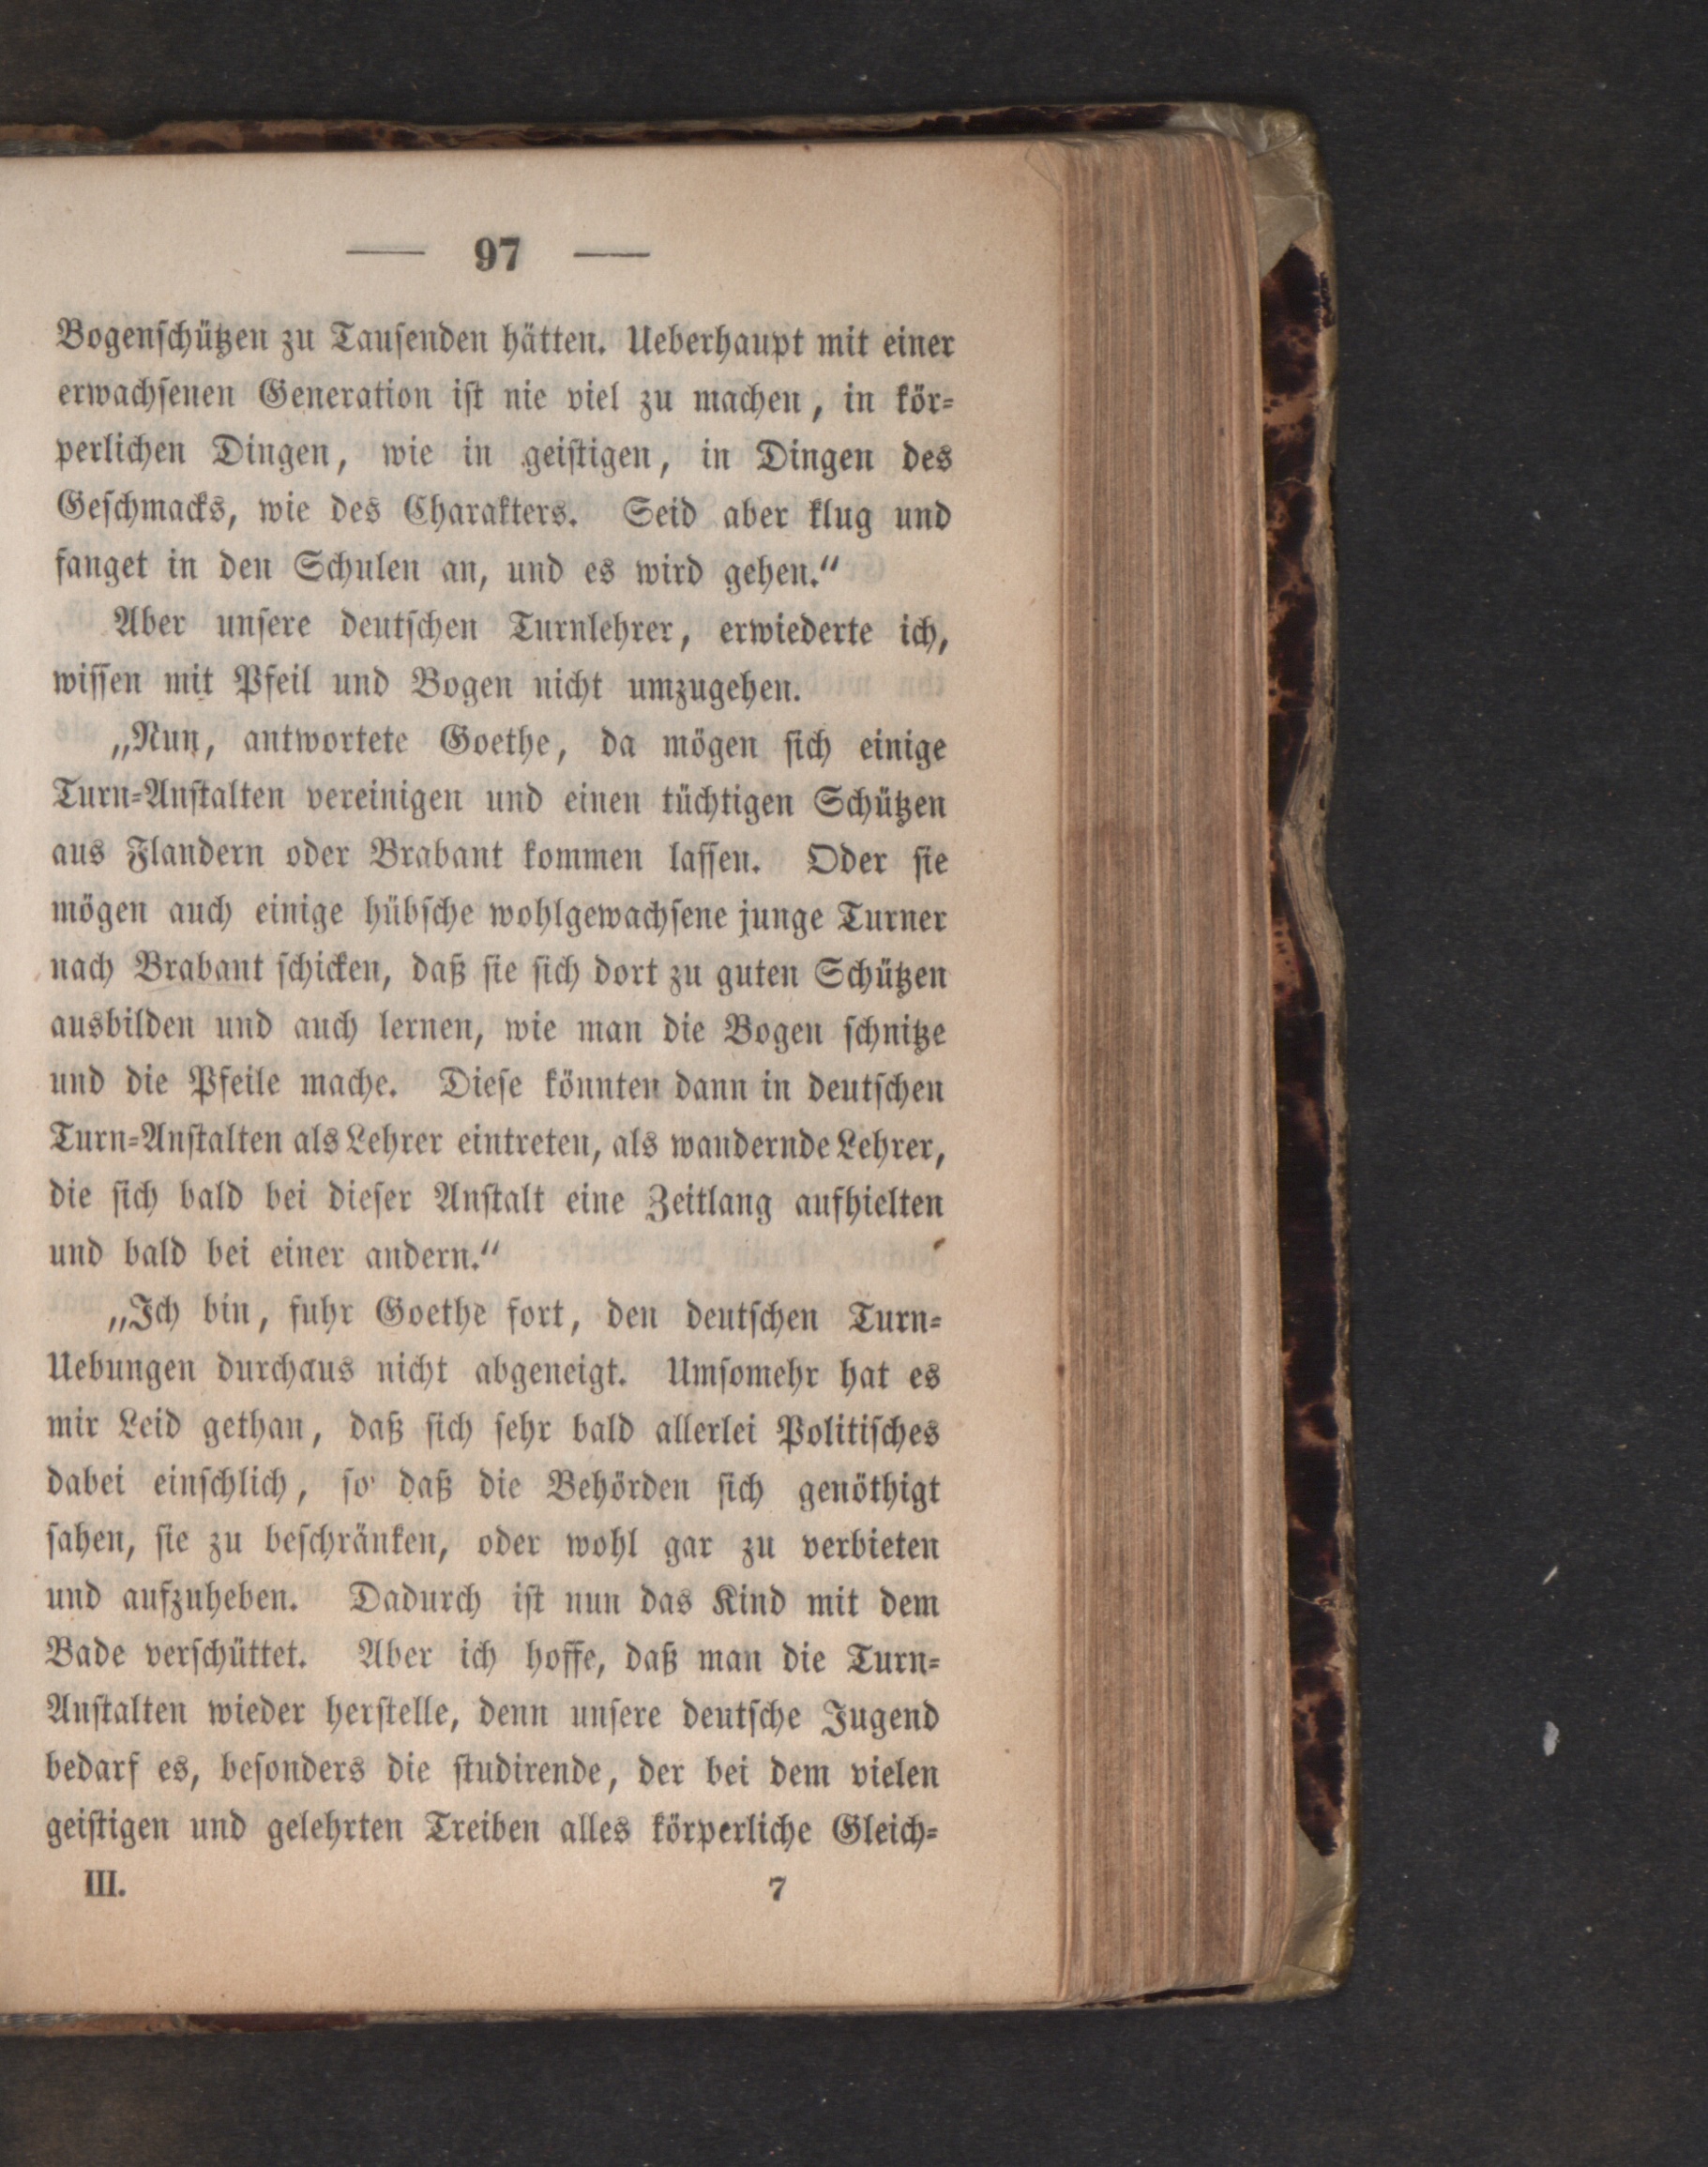 — 97 —
Bogenschützen zu Tausenden hätten. Ueberhaupt mit einer
erwachsenen Generation ist nie viel zu machen, in kör-
perlichen Dingen, wie in geistigen, in Dingen des
Geschmacks, wie des Charakters. Seid aber klug und
fanget in den Schulen an, und es wird gehen.“
Aber unsere deutschen Turnlehrer, erwiederte ich,
wissen mit Pfeil und Bogen nicht umzugehen.
„Nun, antwortete Goethe, da mögen sich einige
Turn-Anstalten vereinigen und einen tüchtigen Schützen
aus Flandern oder Brabant kommen lassen. Oder sie
mögen auch einige hübsche wohlgewachsene junge Turner
nach Brabant schicken, daß sie sich dort zu guten Schützen
ausbilden und auch lernen, wie man die Bogen schnitze
und die Pfeile mache. Diese könnten dann in deutschen
Turn-Anstalten als Lehrer eintreten, als wandernde Lehrer,
die sich bald bei dieser Anstalt eine Zeitlang aufhielten
und bald bei einer andern.“
„Ich bin, fuhr Goethe fort, den deutschen Turn-
Uebungen durchaus nicht abgeneigt. Umsomehr hat es
mir Leid gethan, daß sich sehr bald allerlei Politisches
dabei einschlich, so daß die Behörden sich genöthigt
sahen, sie zu beschränken, oder wohl gar zu verbieten
und aufzuheben. Dadurch ist nun das Kind mit dem
Bade verschüttet. Aber ich hoffe, daß man die Turn-
Anstalten wieder herstelle, denn unsere deutsche Jugend
bedarf es, besonders die studirende, der bei dem vielen
geistigen und gelehrten Treiben alles körperliche Gleich-
III. 7